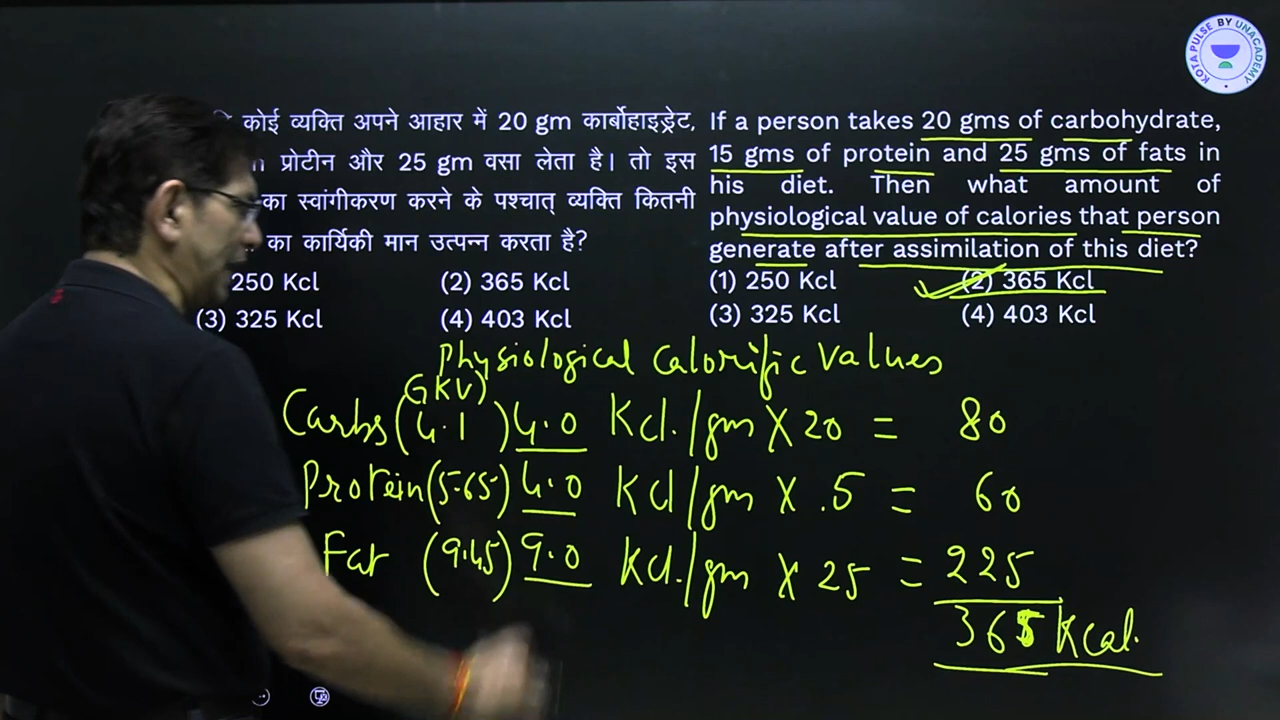 कोई व्यक्ति अपने आहार में 20 gm कार्बोहाइड्रेट,
प्रोटीन और 25 gm वसा लेता है। तो इस
का स्वांगीकरण करने के पश्चात् व्यक्ति कितनी
का कार्यिकी मान उत्पन्न करता है?
250 Kcl (2) 365 Kcl
(3) 325 Kcl (4) 403 Kcl
If a person takes 20 gms of carbohydrate,
15 gms of protein and 25 gms of fats in
his diet. Then what amount of
physiological value of calories that person
generate after assimilation of this diet?
(1) 250 Kcl (2) 365 Kcl
(3) 325 Kcl (4) 403 Kcl
Physiological Calorific Values
GKV)
Carbs (4.1) 4.0 Kcl./gm X 20 = 80
Protein (5.65) 4.0 Kcl/gm X .5 = 60
Fat (9.45) 9.0 Kcl./gm X 25 = 225
365 Kcal.
KOTA PULSE BY UNACADEMY